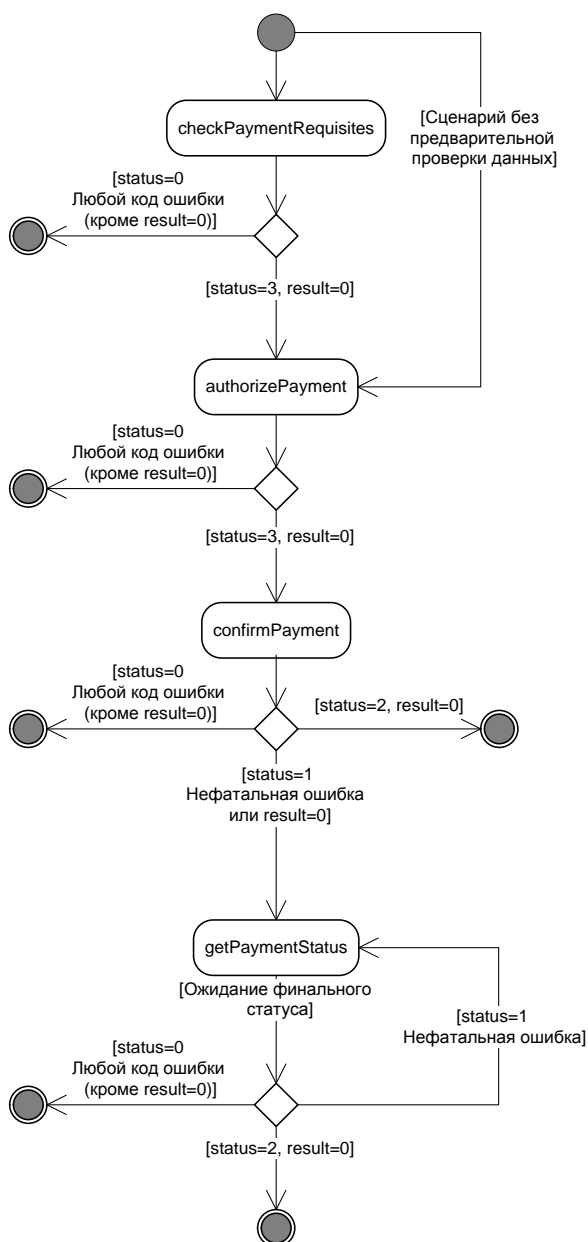 checkPaymentRequisites
[Сценарий без
предварительной
проверки данных]
[status=0
Любой код ошибки
(кроме result=0)]
[status=3, result=0]
authorizePayment
[status=0
Любой код ошибки
(кроме result=0)]
[status=3, result=0]
confirmPayment
[status=0
Любой код ошибки
(кроме result=0)]
[status=2, result=0]
[status=1
Нефатальная ошибка
или result=0]
getPaymentStatus
[Ожидание финального
статуса]
[status=1
Нефатальная ошибка]
[status=0
Любой код ошибки
(кроме result=0)]
[status=2, result=0]